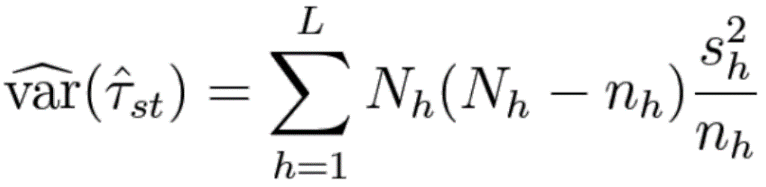 $\widehat{\mathrm{var}}(\hat{\tau}_{st}) = \sum_{h=1}^{L} N_h(N_h - n_h)\frac{s_h^2}{n_h}$